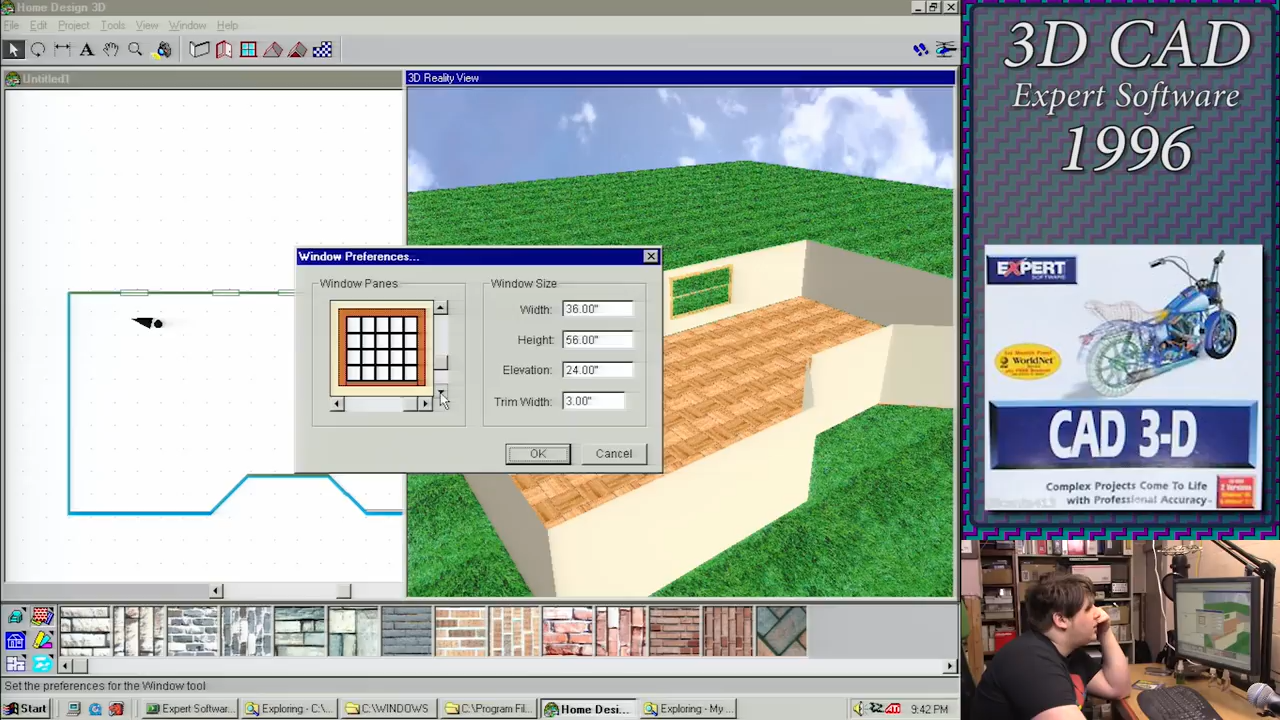 Home Design 3D
File Edit Project Tools View Window Help
Untitled1
3D Reality View
Window Preferences...
Window Panes
Window Size
Width: 36.00"
Height: 56.00"
Elevation: 24.00"
Trim Width: 3.00"
OK Cancel
Set the preferences for the Window tool
Start Expert Softwar... Exploring - C:\... C:\WINDOWS C:\Program Fil... Home Desi... Exploring - My ... 9:42 PM
3D CAD
Expert Software
1996
EXPERT
SOFTWARE
WorldNet
CAD 3-D
Complex Projects Come To Life
with Professional Accuracy